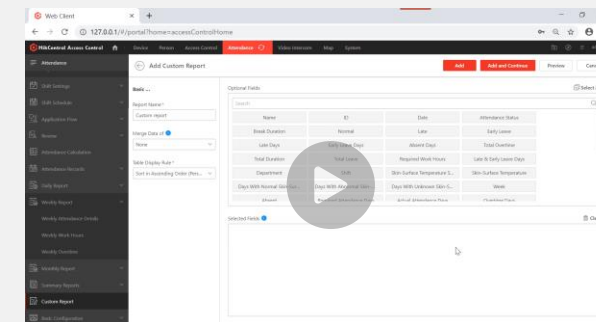 Web Client
127.0.0.1/#/portal?home=accessControlHome
HikCentral Access Control Device Person Access Control Attendance Video Intercom Map System
Attendance
Add Custom Report
Add
Add and Continue
Preview
Shift Settings
Shift Schedule
Application Flow
Review
Attendance Calculation
Attendance Records
Daily Report
Weekly Report
Weekly Attendance Details
Weekly Work Hours
Weekly Overtime
Monthly Report
Summary Reports
Custom Report
Basic Configuration
Basic ...
Report Name*
Custom report
Merge Data of
None
Table Display Rule*
Sort in Ascending Order (Pers...
Optional Fields
Select
Search
Name ID Date Attendance Status
Break Duration Normal Late Early Leave
Late Days Early Leave Days Absent Days Total Overtime
Total Duration Total Leave Required Work Hours Late & Early Leave Days
Department Shift Skin-Surface Temperature S... Skin-Surface Temperature
Days With Normal Skin-Sur... Days With Abnormal Skin-... Days With Unknown Skin-S... Week
Selected Fields